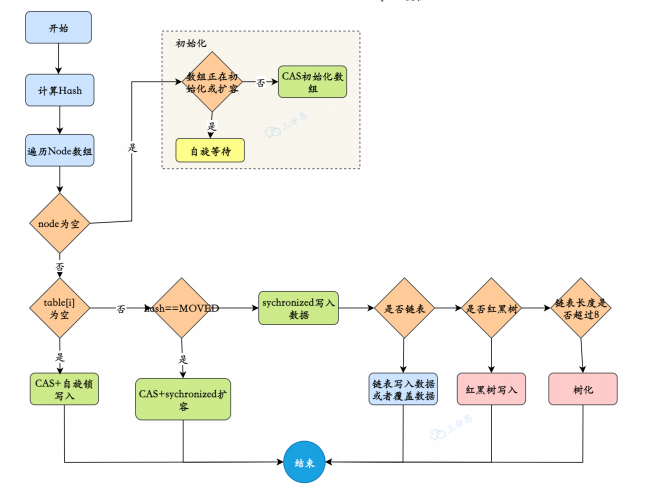 开始
初始化
数组正在初
始化或扩容
否
CAS初始化数
组
计算Hash
是
自旋等待
三分恶
遍历Node数组
是
node为空
否
table[i]
为空
否
hash==MOVED
sychronized写入
数据
是否链表
是否红黑树
链表长度是
否超过8
是
是
CAS+自旋锁
写入
CAS+sychronized扩
容
链表写入数据
或者覆盖数据
红黑树写入
树化
三分恶
结束